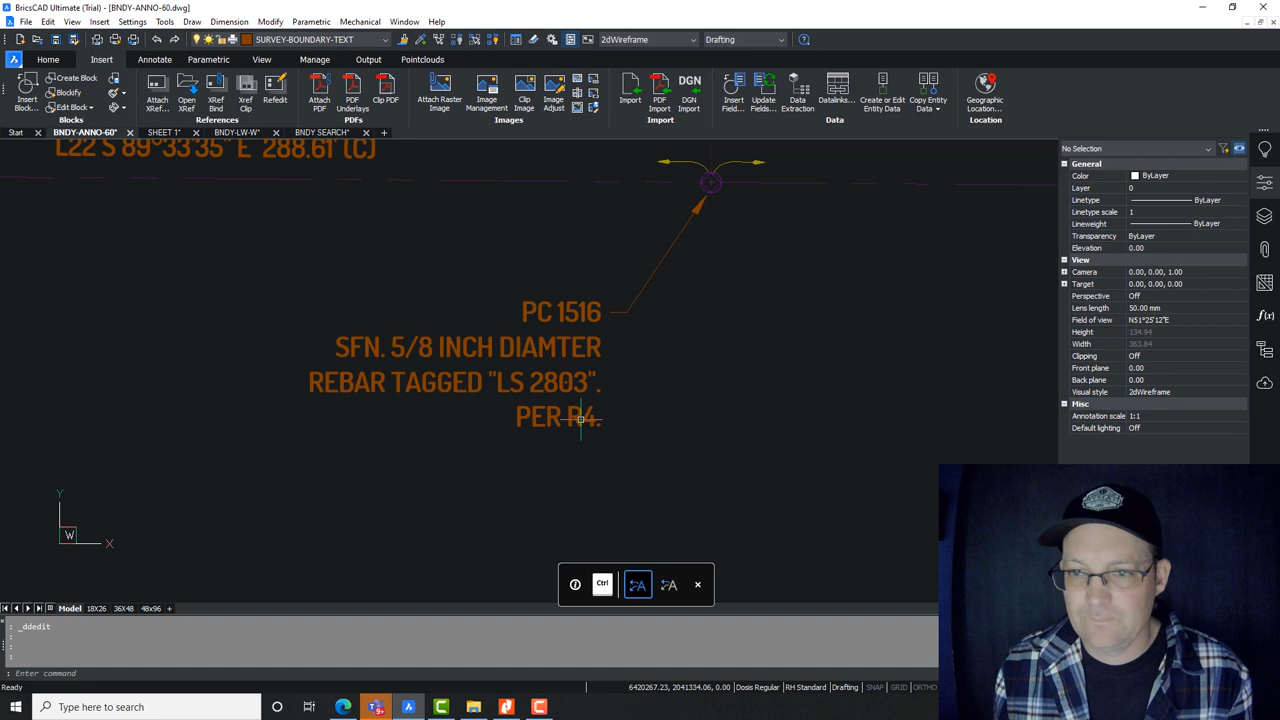 BricsCAD Ultimate (Trial) - [BNDY-ANNO-60.dwg]
File Edit View Insert Settings Tools Draw Dimension Modify Parametric Mechanical Window Help
SURVEY-BOUNDARY-TEXT 2dWireframe Drafting
Home Insert Annotate Parametric View Manage Output Pointclouds
Insert Block... Create Block Blockify Edit Block Attach XRef... Open XRef XRef Clip Refedit Attach PDF PDF Underlays Clip PDF Attach Raster Image Image Management Clip Image Image Adjust Import PDF Import DGN DGN Import Insert Field... Update Fields Data Extraction Datalinks... Create or Edit Entity Data Copy Entity Data Geographic Location...
Blocks References PDFs Images Import Data Location
Start BNDY-ANNO-60* SHEET 1* BNDY-LW-W* BNDY SEARCH*
L22 S 89°33'35" E 288.61' (C)
PC 1516
SFN. 5/8 INCH DIAMTER
REBAR TAGGED "LS 2803".
PER R4.
Y
W
X
Ctrl
No Selection
General
Color ByLayer
Layer 0
Linetype ByLayer
Linetype scale 1
Lineweight ByLayer
Transparency ByLayer
Elevation 0.00
View
Camera 0.00, 0.00, 1.00
Target 0.00, 0.00, 0.00
Perspective Off
Lens length 50.00 mm
Field of view N51°25'12"E
Height 134.94
Width 363.84
Clipping Off
Front plane 0.00
Back plane 0.00
Visual style 2dWireframe
Misc
Annotation scale 1:1
Default lighting Off
Model 18X26 36X48 48x96
: _ddedit
:
:
: Enter command
Ready 6420267.23, 2041334.06, 0.00 Dosis Regular RH Standard Drafting SNAP GRID ORTHO
Type here to search